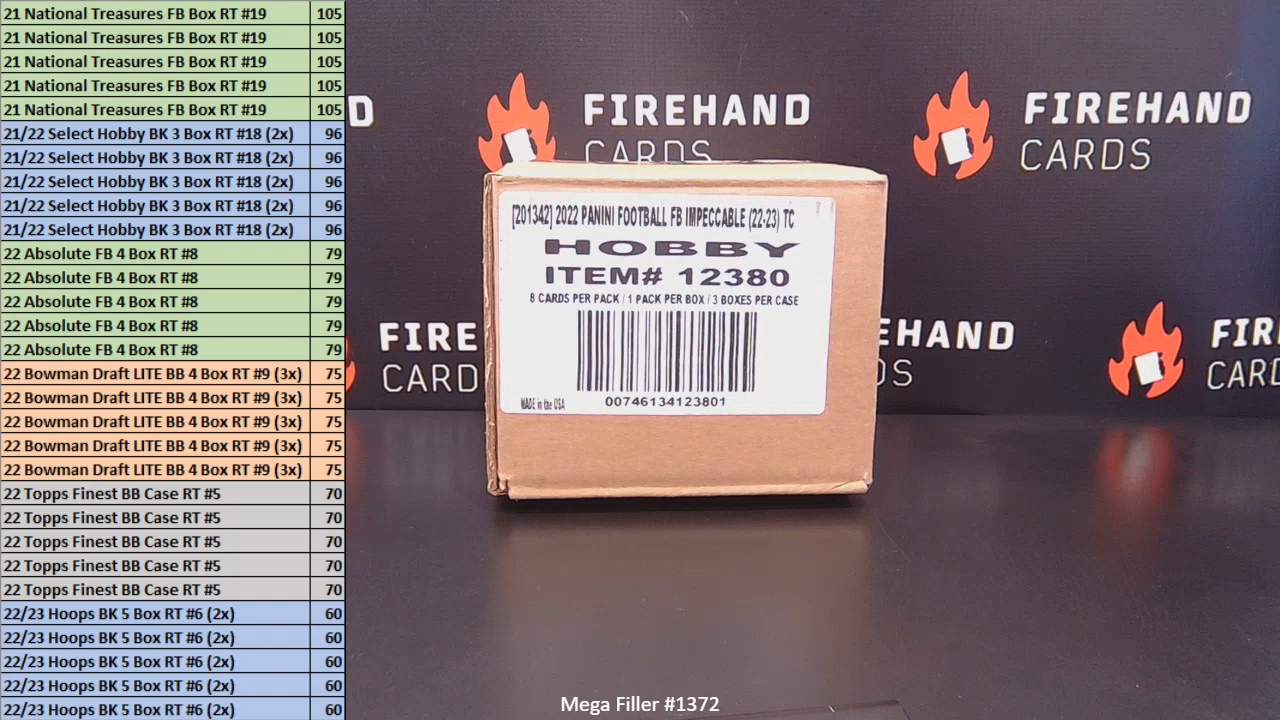 21 National Treasures FB Box RT #19 105
21 National Treasures FB Box RT #19 105
21 National Treasures FB Box RT #19 105
21 National Treasures FB Box RT #19 105
21 National Treasures FB Box RT #19 105
21/22 Select Hobby BK 3 Box RT #18 (2x) 96
21/22 Select Hobby BK 3 Box RT #18 (2x) 96
21/22 Select Hobby BK 3 Box RT #18 (2x) 96
21/22 Select Hobby BK 3 Box RT #18 (2x) 96
21/22 Select Hobby BK 3 Box RT #18 (2x) 96
22 Absolute FB 4 Box RT #8 79
22 Absolute FB 4 Box RT #8 79
22 Absolute FB 4 Box RT #8 79
22 Absolute FB 4 Box RT #8 79
22 Absolute FB 4 Box RT #8 79
22 Bowman Draft LITE BB 4 Box RT #9 (3x) 75
22 Bowman Draft LITE BB 4 Box RT #9 (3x) 75
22 Bowman Draft LITE BB 4 Box RT #9 (3x) 75
22 Bowman Draft LITE BB 4 Box RT #9 (3x) 75
22 Bowman Draft LITE BB 4 Box RT #9 (3x) 75
22 Topps Finest BB Case RT #5 70
22 Topps Finest BB Case RT #5 70
22 Topps Finest BB Case RT #5 70
22 Topps Finest BB Case RT #5 70
22 Topps Finest BB Case RT #5 70
22/23 Hoops BK 5 Box RT #6 (2x) 60
22/23 Hoops BK 5 Box RT #6 (2x) 60
22/23 Hoops BK 5 Box RT #6 (2x) 60
22/23 Hoops BK 5 Box RT #6 (2x) 60
22/23 Hoops BK 5 Box RT #6 (2x) 60
D
FIREHAND
CARDS
FIREHAND
CARDS
[201342] 2022 PANINI FOOTBALL FB IMPECCABLE (22-23) TC
HOBBY
ITEM# 12380
8 CARDS PER PACK / 1 PACK PER BOX / 3 BOXES PER CASE
MADE in the USA
00746134123801
FIRE
CARD
EHAND
DS
FIR
CARD
Mega Filler #1372